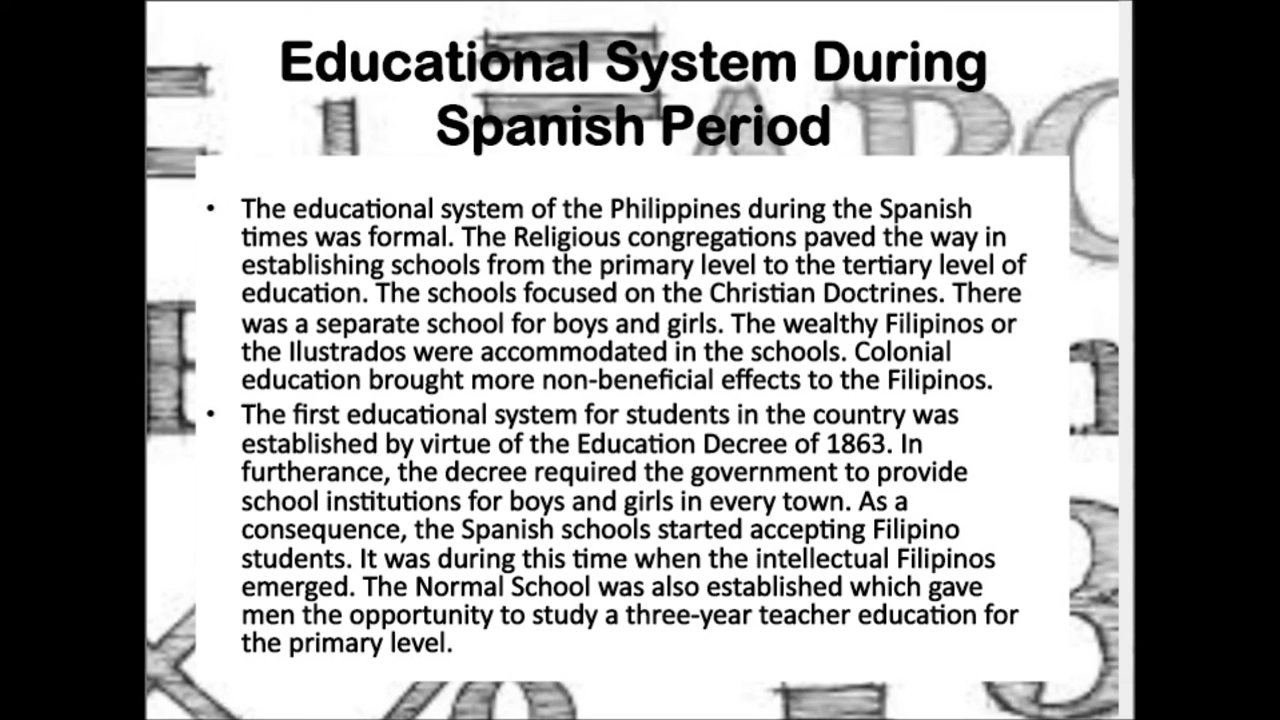 Educational System During
Spanish Period
• The educational system of the Philippines during the Spanish
times was formal. The Religious congregations paved the way in
establishing schools from the primary level to the tertiary level of
education. The schools focused on the Christian Doctrines. There
was a separate school for boys and girls. The wealthy Filipinos or
the Ilustrados were accommodated in the schools. Colonial
education brought more non-beneficial effects to the Filipinos.
• The first educational system for students in the country was
established by virtue of the Education Decree of 1863. In
furtherance, the decree required the government to provide
school institutions for boys and girls in every town. As a
consequence, the Spanish schools started accepting Filipino
students. It was during this time when the intellectual Filipinos
emerged. The Normal School was also established which gave
men the opportunity to study a three-year teacher education for
the primary level.